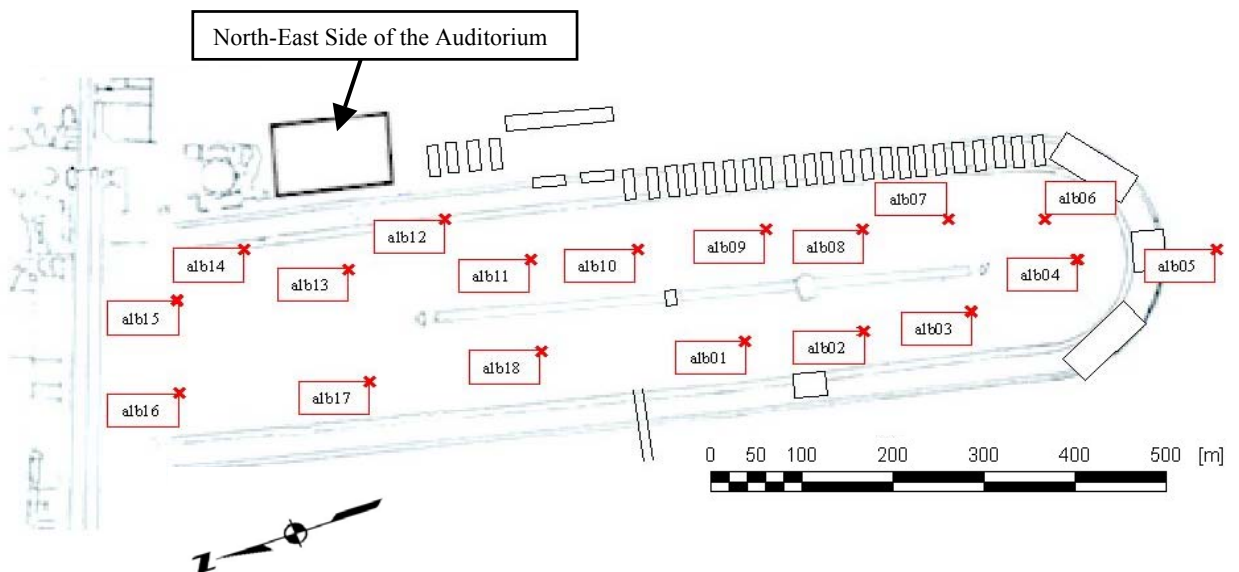 North-East Side of the Auditorium
alb07
alb06
alb12
alb09
alb08
alb14
alb13
alb11
alb10
alb04
alb05
alb15
alb03
alb18
alb01
alb02
alb16
alb17
0 50 100 200 300 400 500 [m]
N